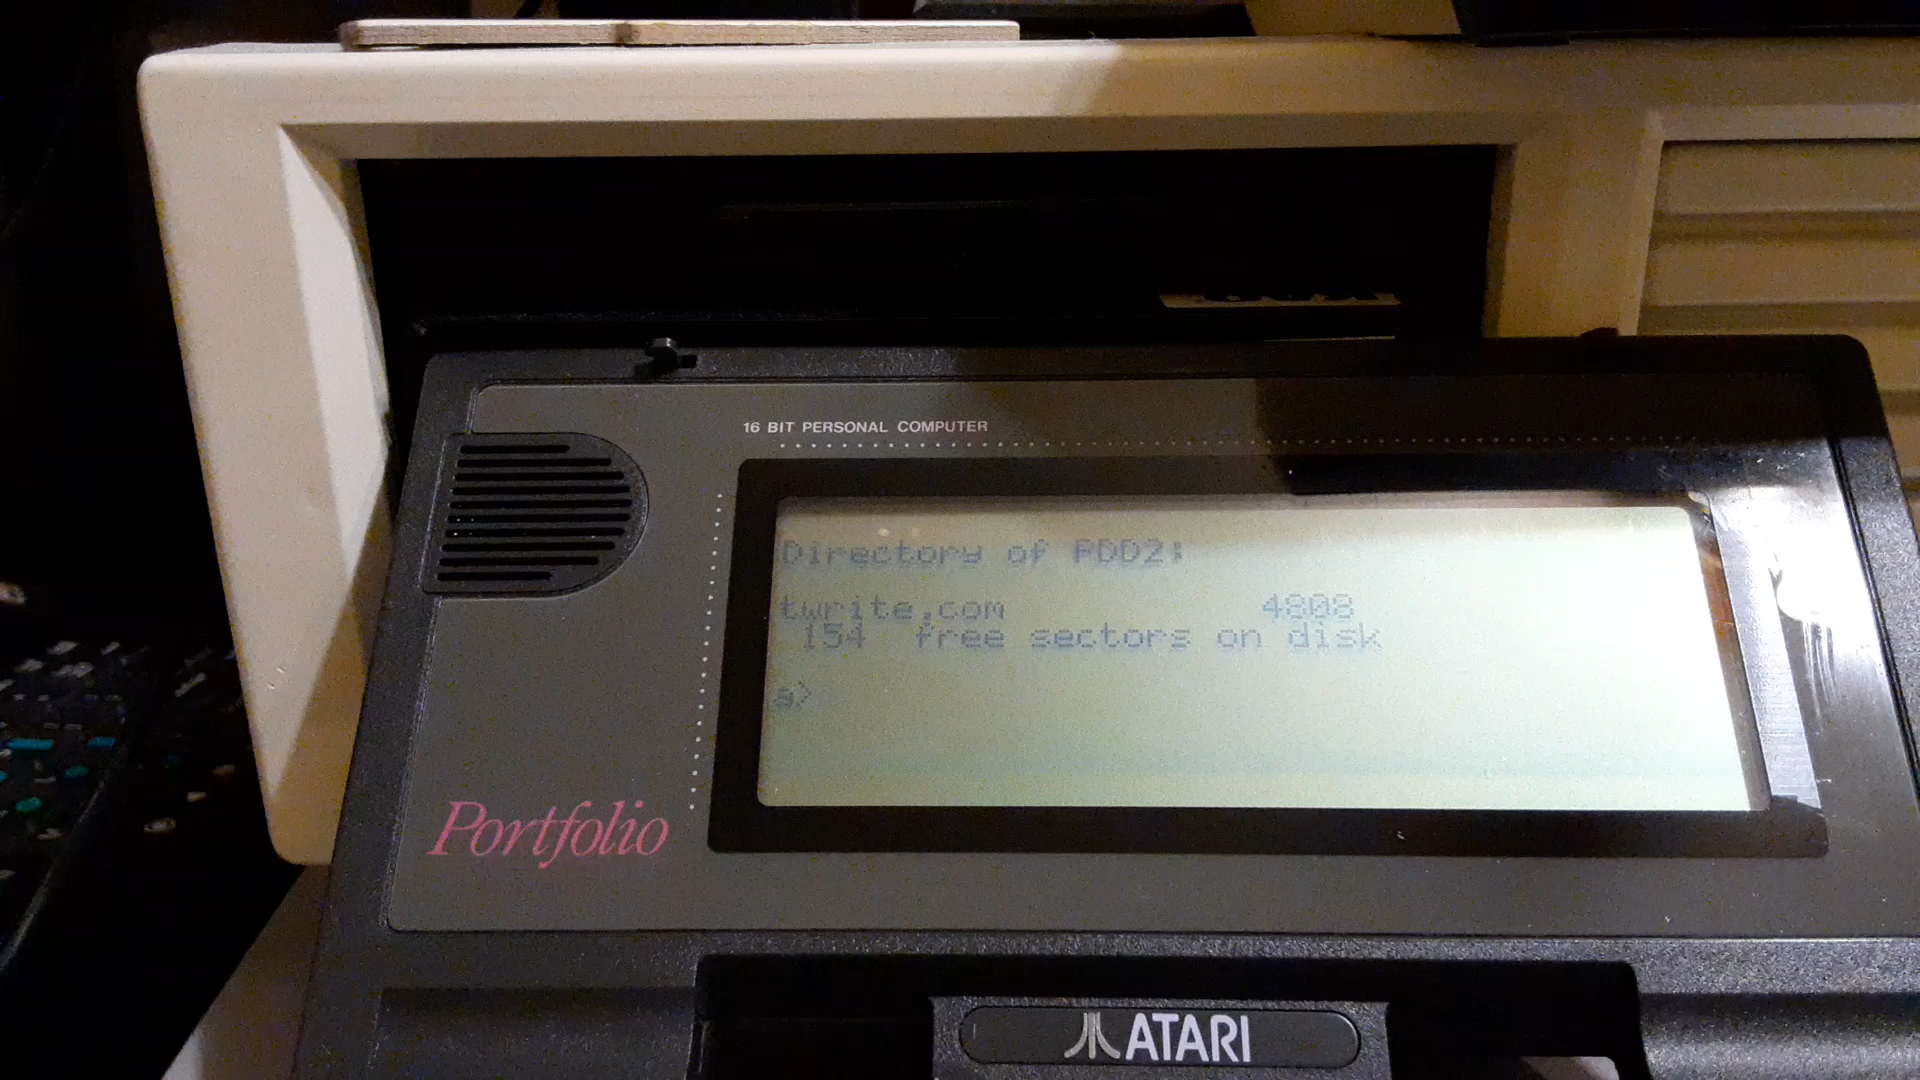 16 BIT PERSONAL COMPUTER
Directory of PDD2:
twrite.com 4808
154 free sectors on disk
a>
Portfolio
ATARI